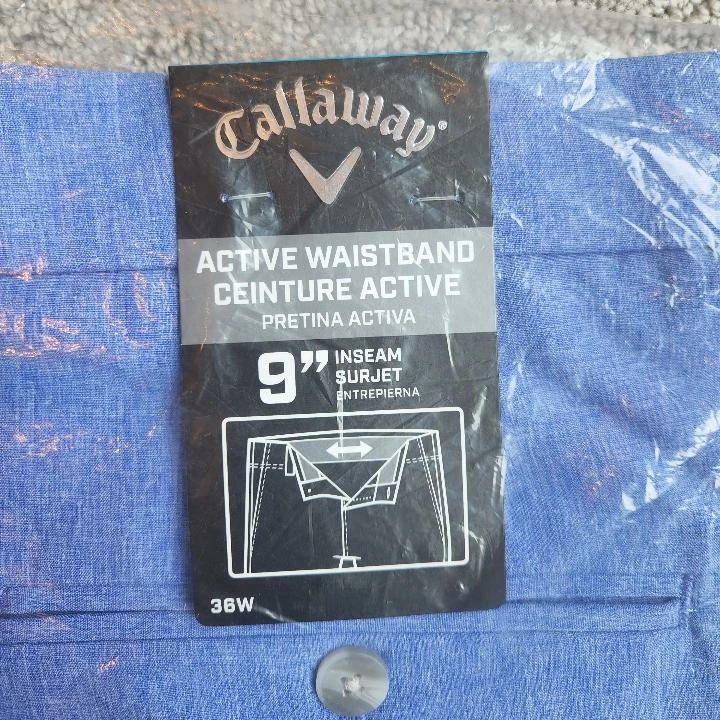 Callaway®
ACTIVE WAISTBAND
CEINTURE ACTIVE
PRETINA ACTIVA
9” INSEAM
SURJET
ENTREPIERNA
36W